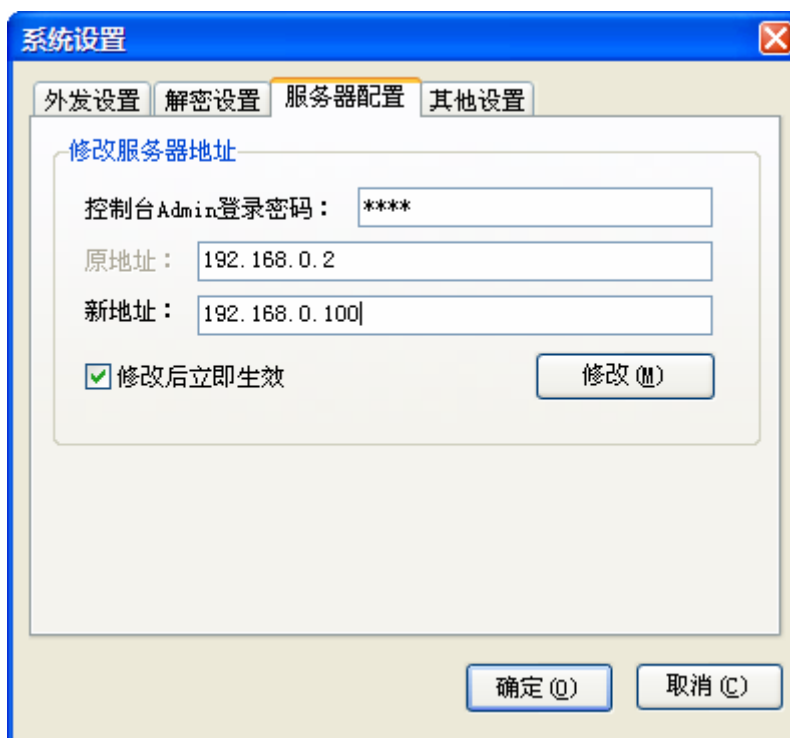 系统设置
外发设置 解密设置 服务器配置 其他设置
修改服务器地址
控制台Admin登录密码： ****
原地址： 192.168.0.2
新地址： 192.168.0.100
修改后立即生效 修改(M)
确定(O) 取消(C)